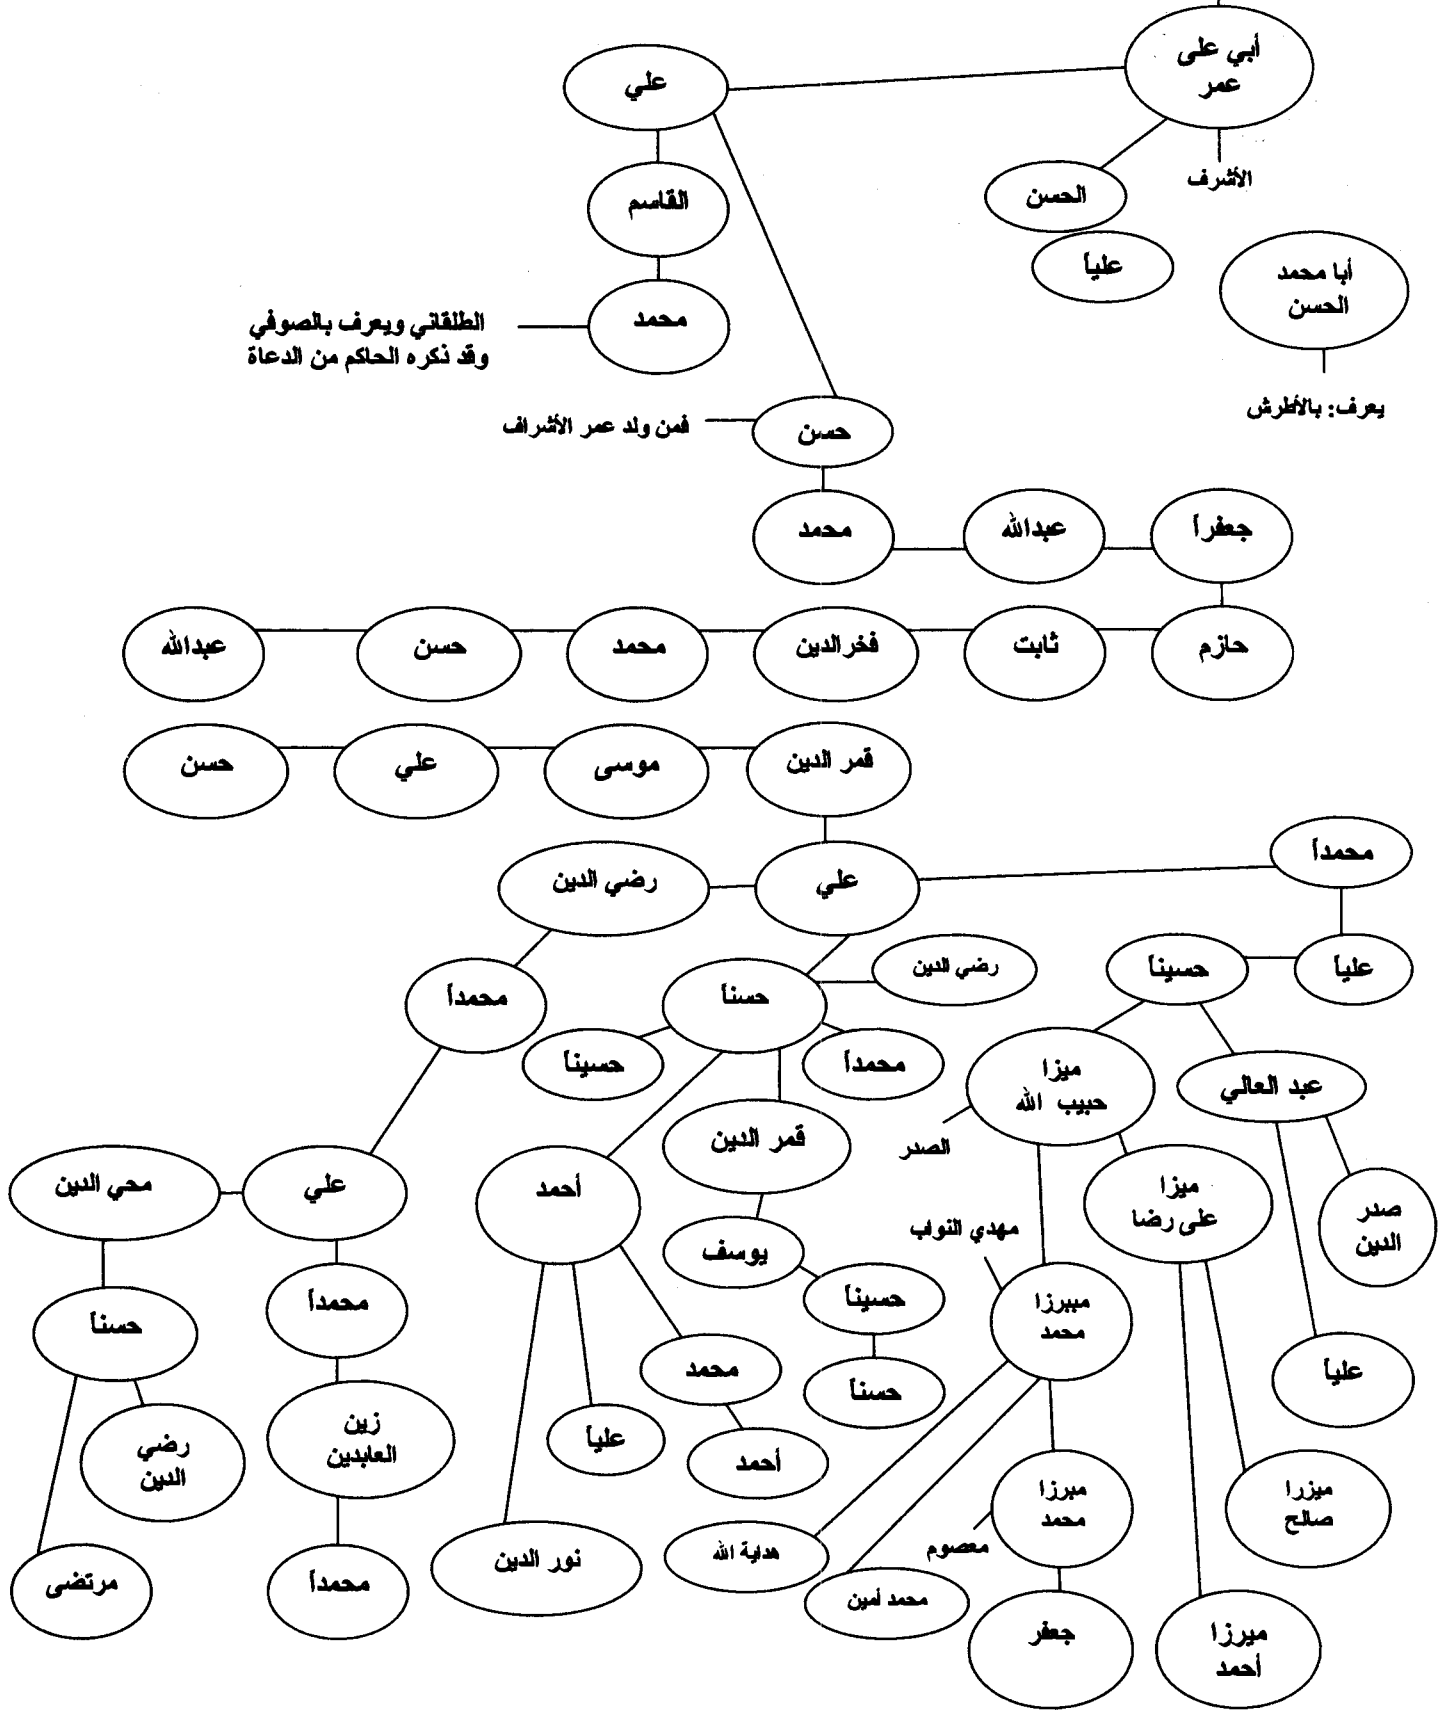 أبي على
عمر
علي
الأشرف
الحسن
القاسم
علياً
أبا محمد
الحسن
محمد
الطلقاني ويعرف بالصوفي
وقد ذكره الحاكم من الدعاة
يعرف: بالأطرش
حسن
فمن ولد عمر الأشراف
جعفراً
عبدالله
محمد
حازم
ثابت
فخرالدين
محمد
حسن
عبدالله
قمر الدين
موسى
علي
حسن
محمداً
علي
رضي الدين
علياً
حسيناً
رضي الدين
حسناً
محمداً
محمداً
حسيناً
عبد العالي
ميزا
حبيب الله
الصدر
قمر الدين
أحمد
علي
محي الدين
صدر
الدين
ميزا
على رضا
مهدي النواب
يوسف
حسيناً
ميبرزا
محمد
محمداً
حسناً
علياً
حسناً
محمد
زين
العابدين
علياً
أحمد
رضي
الدين
ميزرا
صالح
مبرزا
محمد
معصوم
هداية الله
نور الدين
محمداً
مرتضى
محمد أمين
جعفر
ميرزا
أحمد